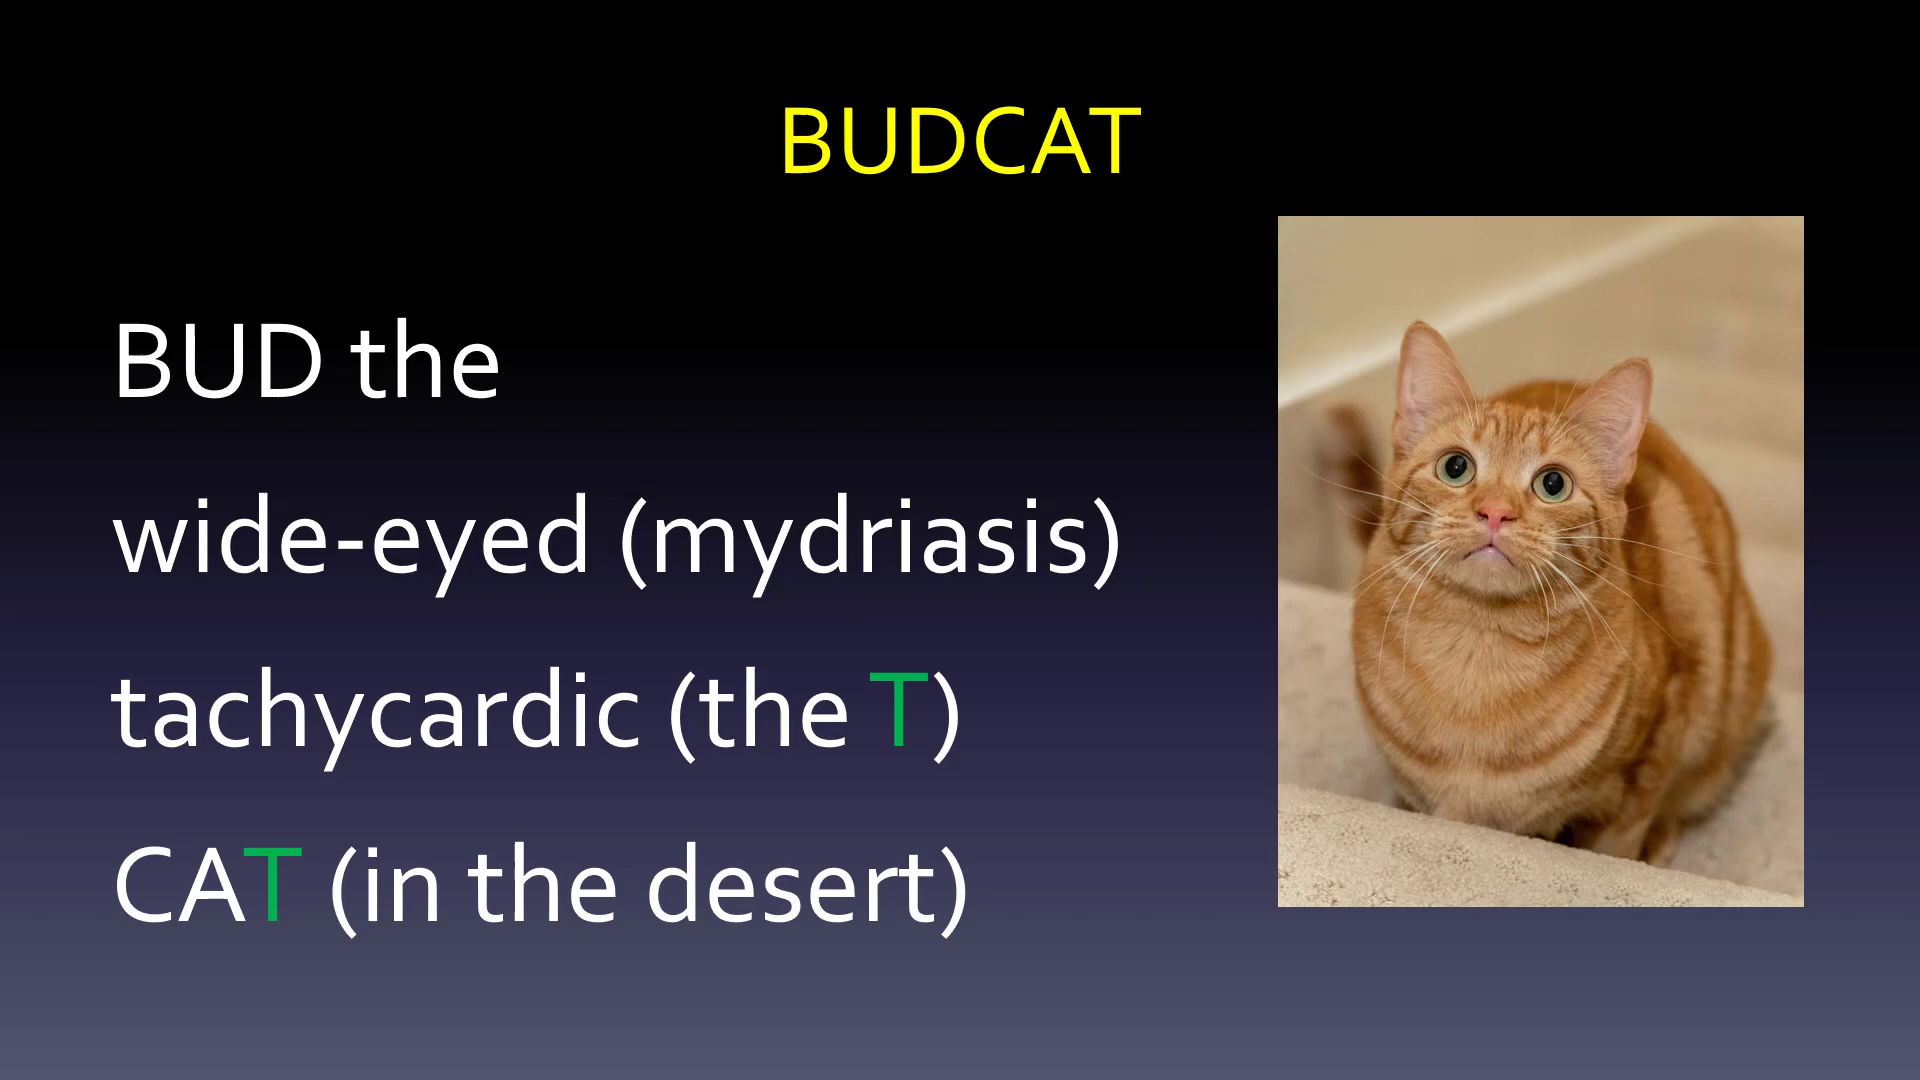 BUDCAT
BUD the
wide-eyed (mydriasis)
tachycardic (the T)
CAT (in the desert)